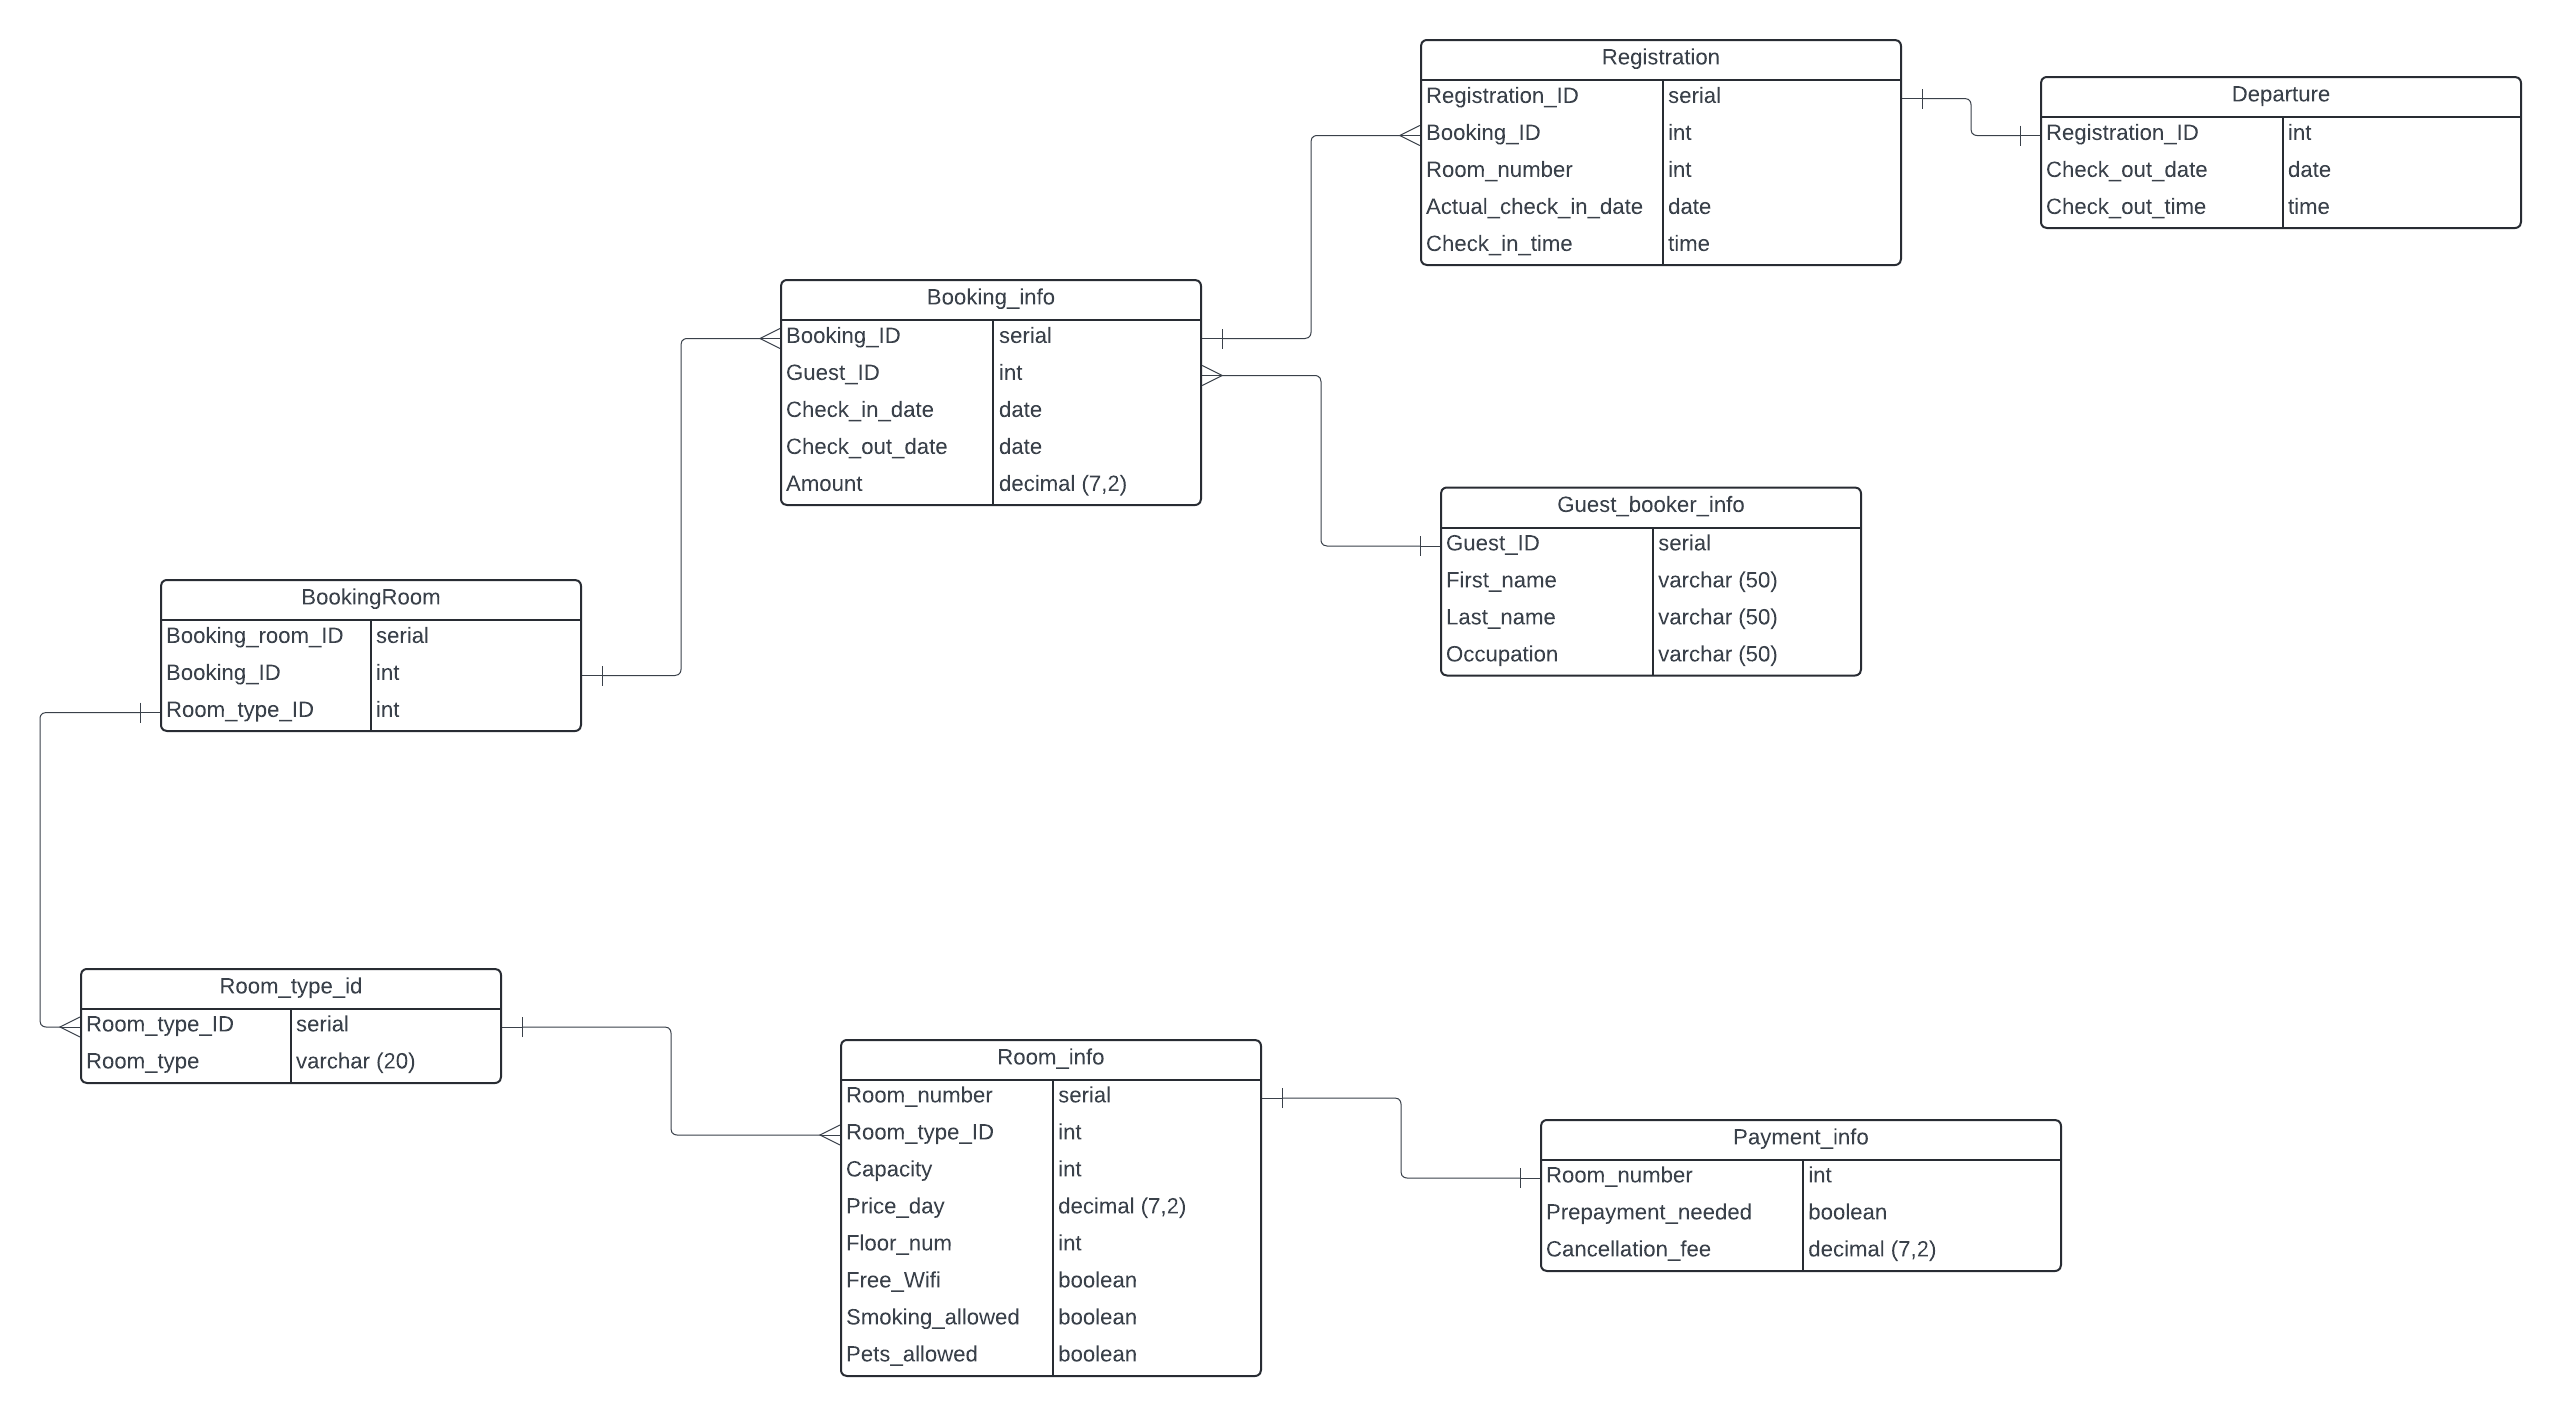 Registration
Registration_ID serial
Booking_ID int
Room_number int
Actual_check_in_date date
Check_in_time time
Departure
Registration_ID int
Check_out_date date
Check_out_time time
Booking_info
Booking_ID serial
Guest_ID int
Check_in_date date
Check_out_date date
Amount decimal (7,2)
Guest_booker_info
Guest_ID serial
First_name varchar (50)
Last_name varchar (50)
Occupation varchar (50)
BookingRoom
Booking_room_ID serial
Booking_ID int
Room_type_ID int
Room_type_id
Room_type_ID serial
Room_type varchar (20)
Room_info
Room_number serial
Room_type_ID int
Capacity int
Price_day decimal (7,2)
Floor_num int
Free_Wifi boolean
Smoking_allowed boolean
Pets_allowed boolean
Payment_info
Room_number int
Prepayment_needed boolean
Cancellation_fee decimal (7,2)